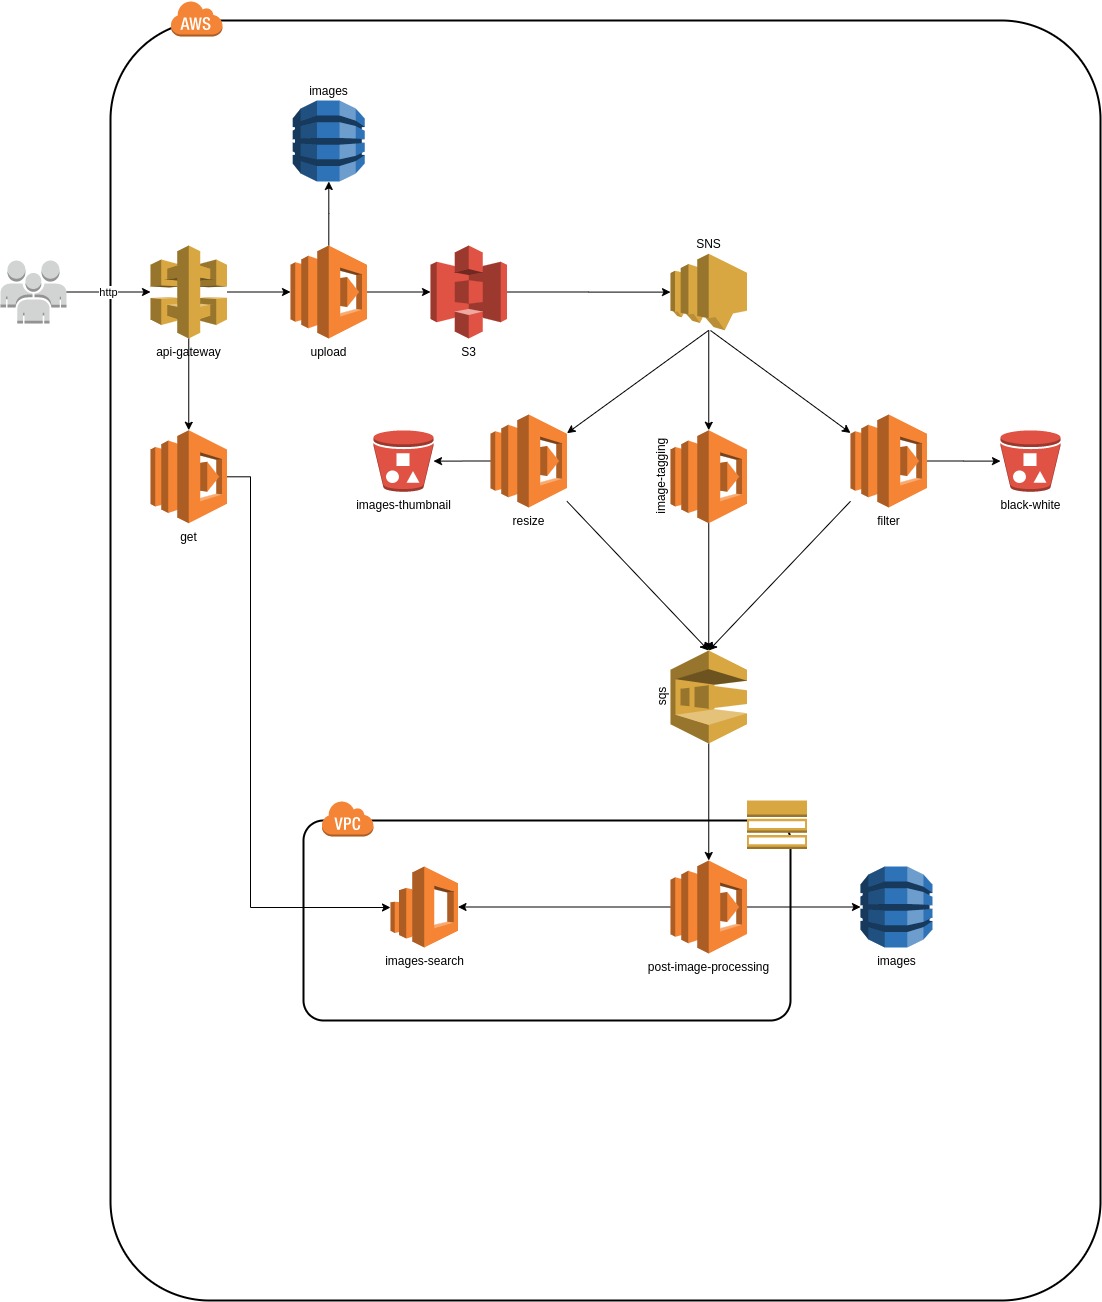 AWS
images
SNS
http
api-gateway
upload
S3
image-tagging
images-thumbnail
black-white
resize
filter
get
sqs
VPC
images-search
post-image-processing
images